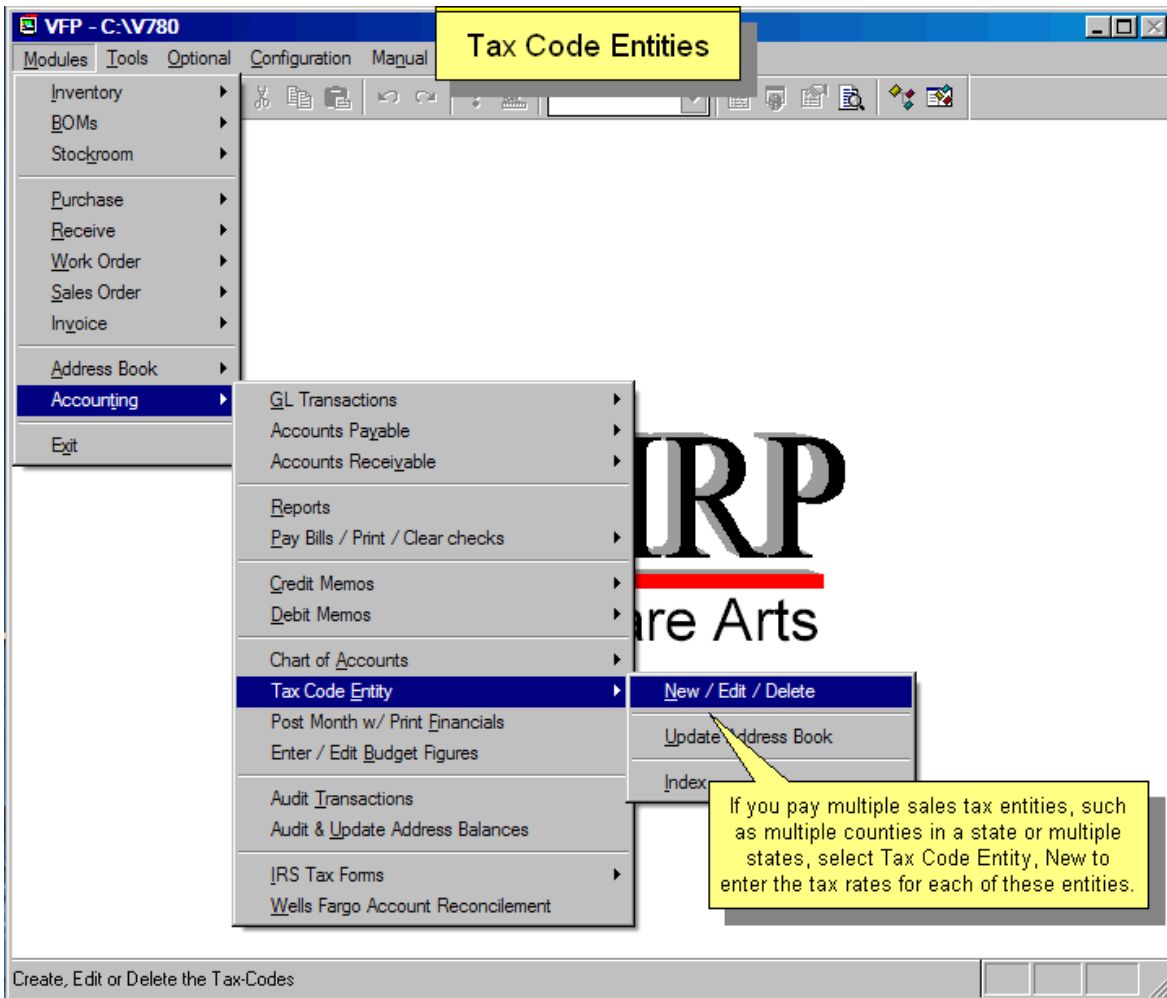 VFP - C:\V780
Tax Code Entities
Modules Tools Optional Configuration Manual
Inventory
BOMs
Stockroom
Purchase
Receive
Work Order
Sales Order
Invoice
Address Book
Accounting
Exit
GL Transactions
Accounts Payable
Accounts Receivable
Reports
Pay Bills / Print / Clear checks
Credit Memos
Debit Memos
Chart of Accounts
Tax Code Entity
Post Month w/ Print Financials
Enter / Edit Budget Figures
Audit Transactions
Audit & Update Address Balances
IRS Tax Forms
Wells Fargo Account Reconcilement
New / Edit / Delete
Update Address Book
Index
If you pay multiple sales tax entities, such
as multiple counties in a state or multiple
states, select Tax Code Entity, New to
enter the tax rates for each of these entities.
RP
are Arts
Create, Edit or Delete the Tax-Codes